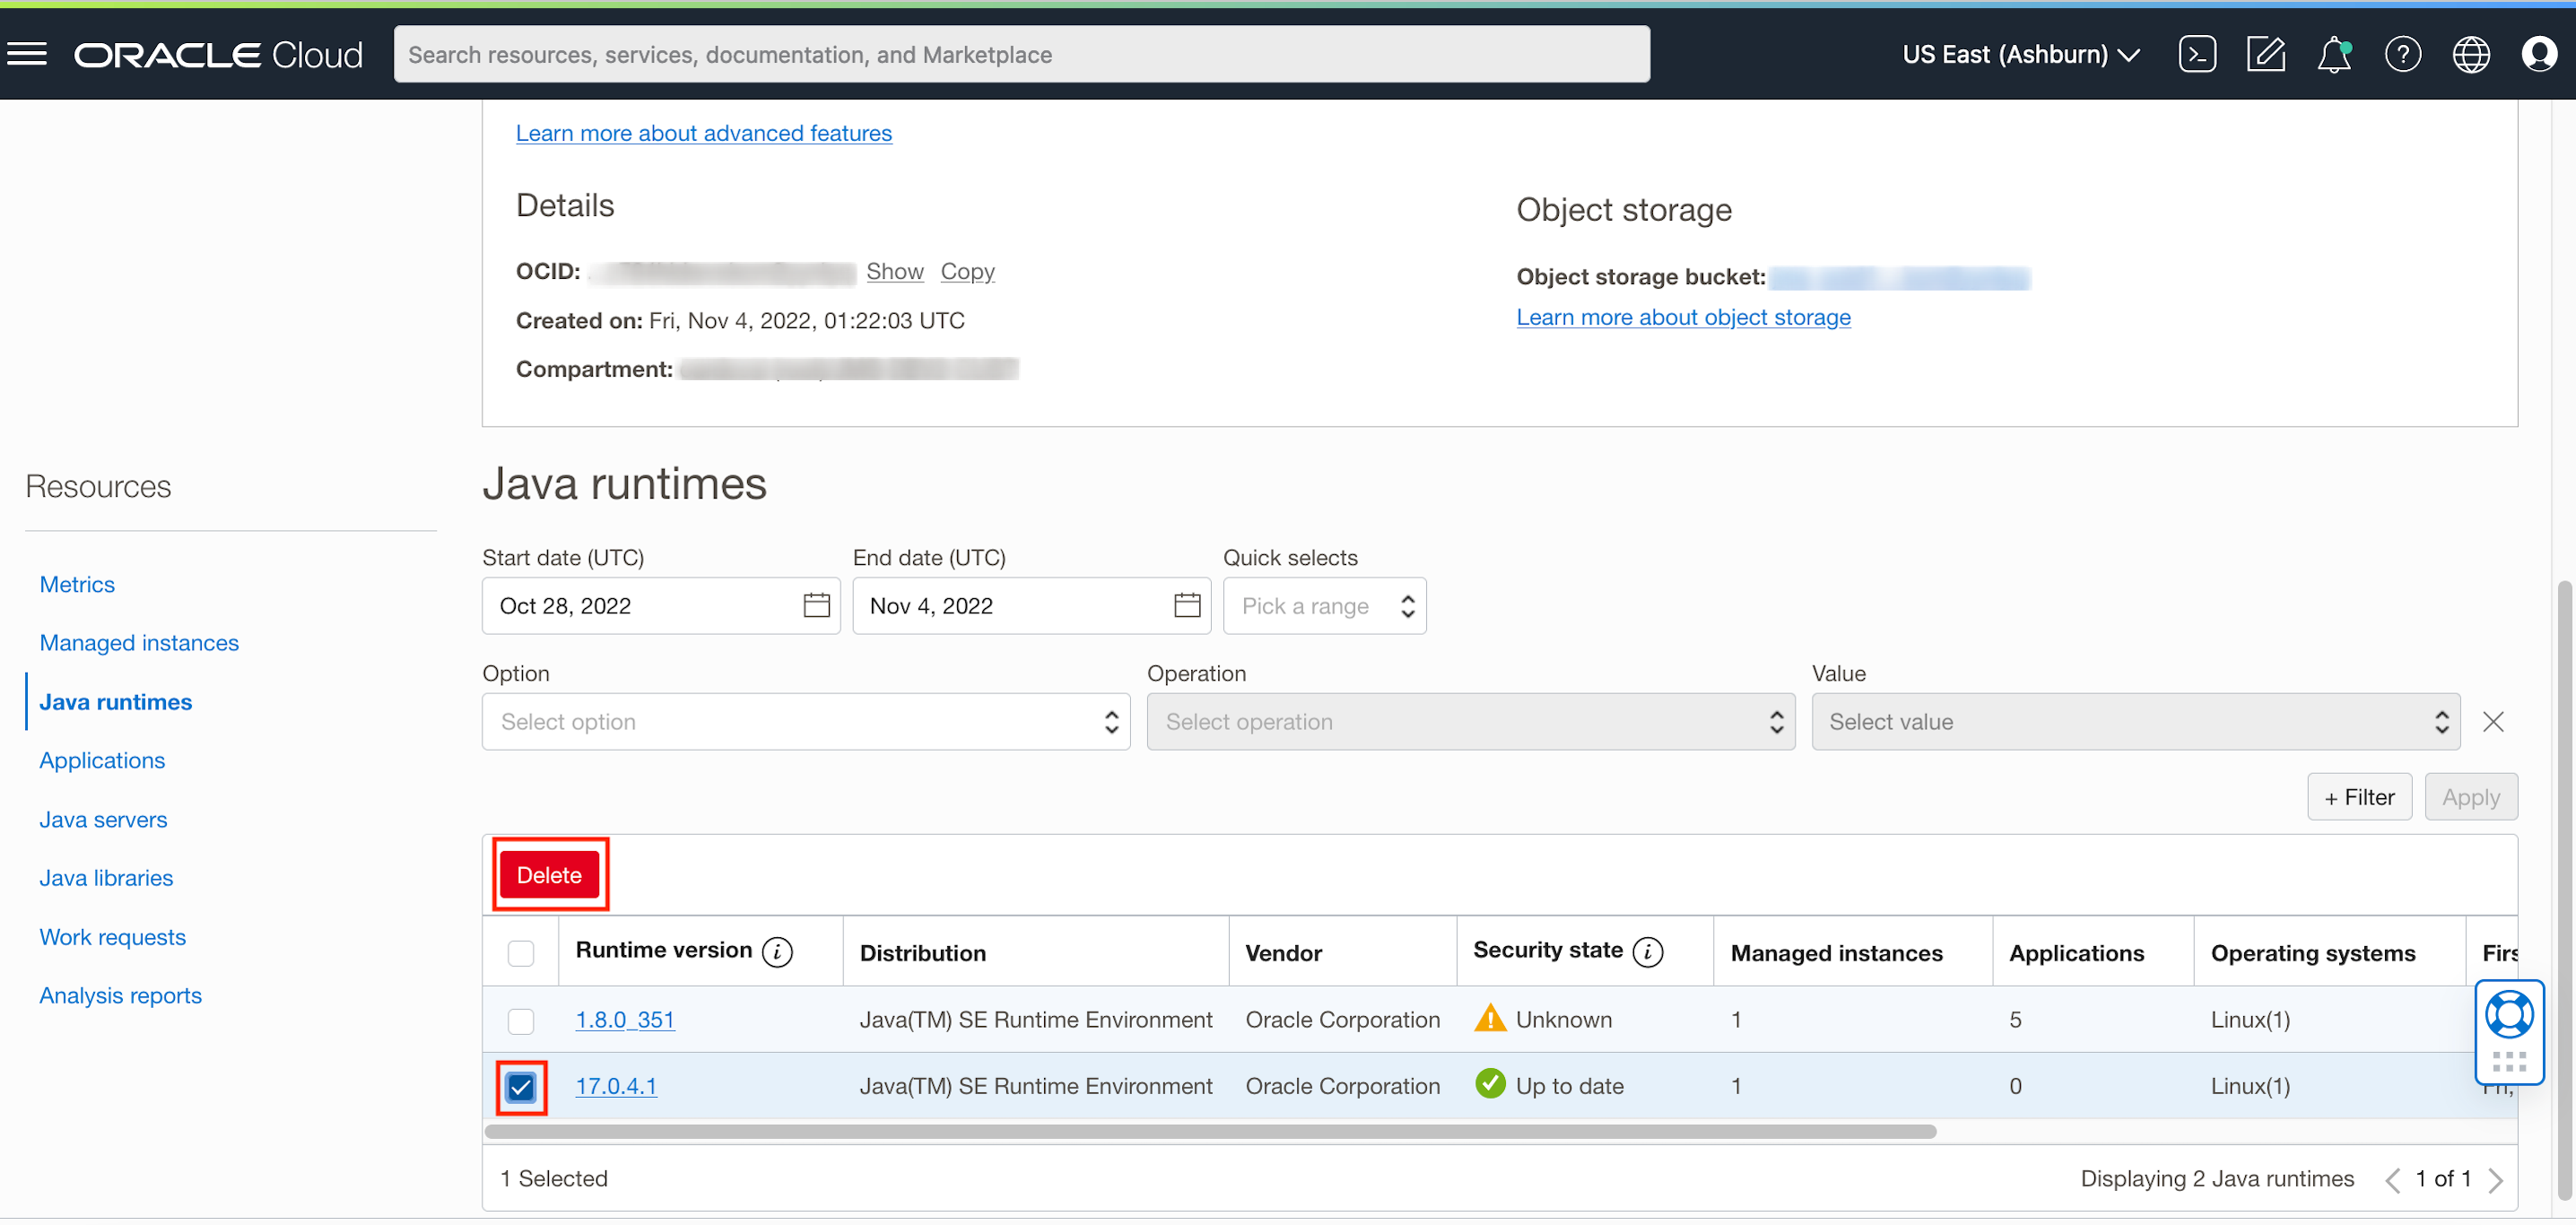 ORACLE Cloud
Search resources, services, documentation, and Marketplace
US East (Ashburn)
Learn more about advanced features
Details
OCID: Show Copy
Created on: Fri, Nov 4, 2022, 01:22:03 UTC
Compartment:
Object storage
Object storage bucket:
Learn more about object storage
Resources
Metrics
Managed instances
Java runtimes
Applications
Java servers
Java libraries
Work requests
Analysis reports
Java runtimes
Start date (UTC) End date (UTC) Quick selects
Oct 28, 2022 Nov 4, 2022 Pick a range
Option Operation Value
Select option Select operation Select value
+ Filter Apply
Delete
Runtime version i Distribution Vendor Security state i Managed instances Applications Operating systems Firs
1.8.0_351 Java(TM) SE Runtime Environment Oracle Corporation Unknown 1 5 Linux(1)
17.0.4.1 Java(TM) SE Runtime Environment Oracle Corporation Up to date 1 0 Linux(1) Fri,
1 Selected Displaying 2 Java runtimes 1 of 1